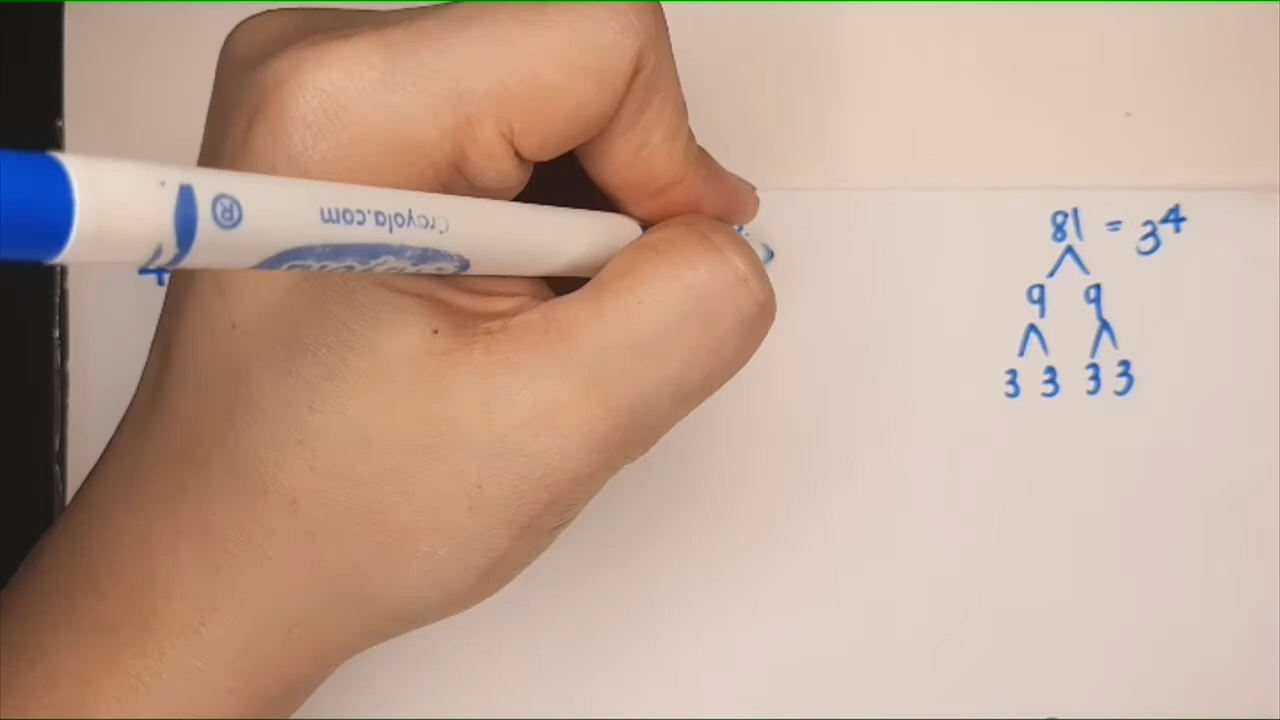 Crayola.com
®
81 = 3⁴
9 9
3 3 3 3